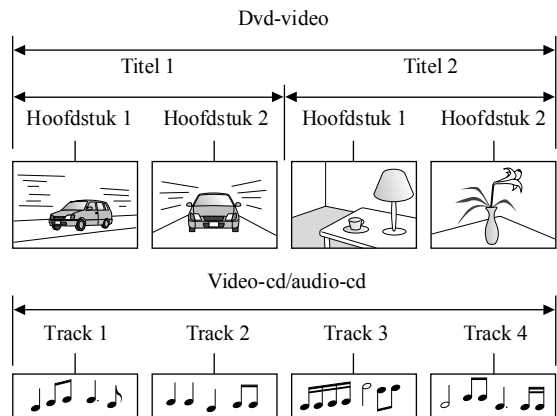 Dvd-video
Titel 1 Titel 2
Hoofdstuk 1 Hoofdstuk 2 Hoofdstuk 1 Hoofdstuk 2
Video-cd/audio-cd
Track 1 Track 2 Track 3 Track 4